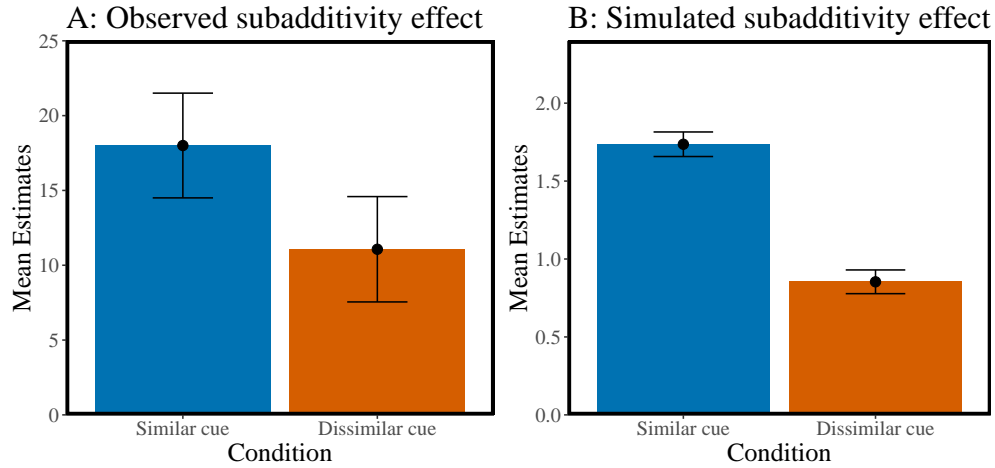 A: Observed subadditivity effect
25
20
15
10
5
0
Mean Estimates
Similar cue
Dissimilar cue
Condition
B: Simulated subadditivity effect
2.0
1.5
1.0
0.5
0.0
Mean Estimates
Similar cue
Dissimilar cue
Condition